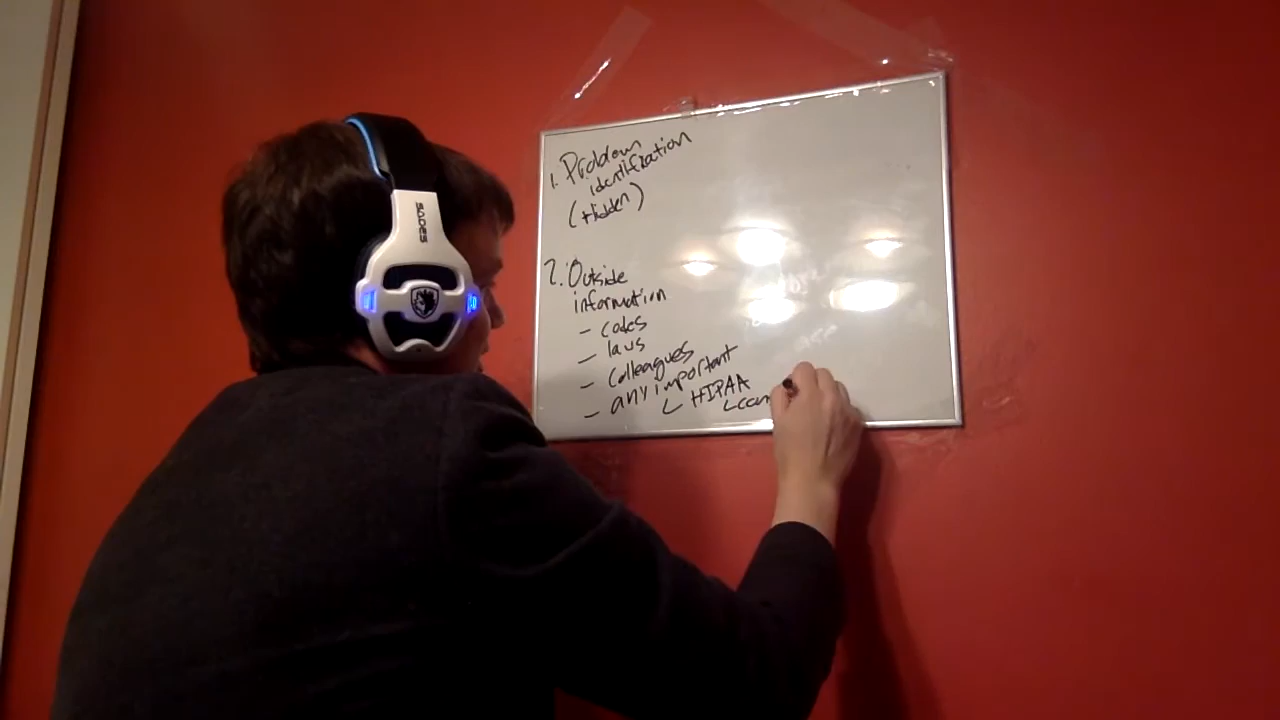 SADES
1. Problem
identification
(Hidden)
2. Outside
information
- codes
- laws
- colleagues
- any important
HIPAA